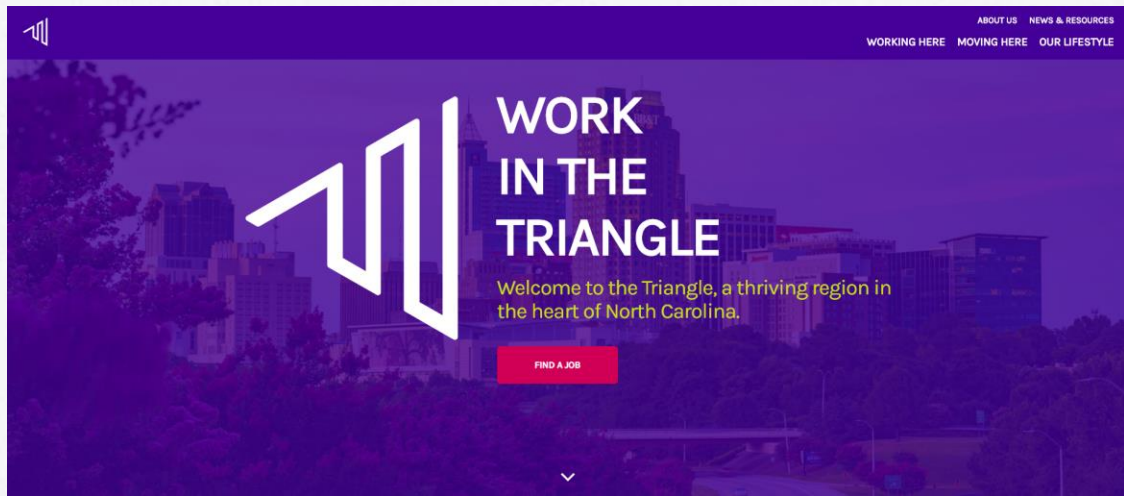 ABOUT US NEWS & RESOURCES
WORKING HERE MOVING HERE OUR LIFESTYLE
WORK
IN THE
TRIANGLE
BB&T
Welcome to the Triangle, a thriving region in
the heart of North Carolina.
FIND A JOB